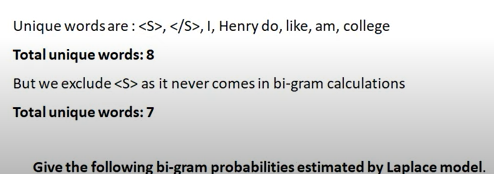 Unique words are : <S>, </S>, I, Henry do, like, am, college
Total unique words: 8
But we exclude <S> as it never comes in bi-gram calculations
Total unique words: 7
Give the following bi-gram probabilities estimated by Laplace model.